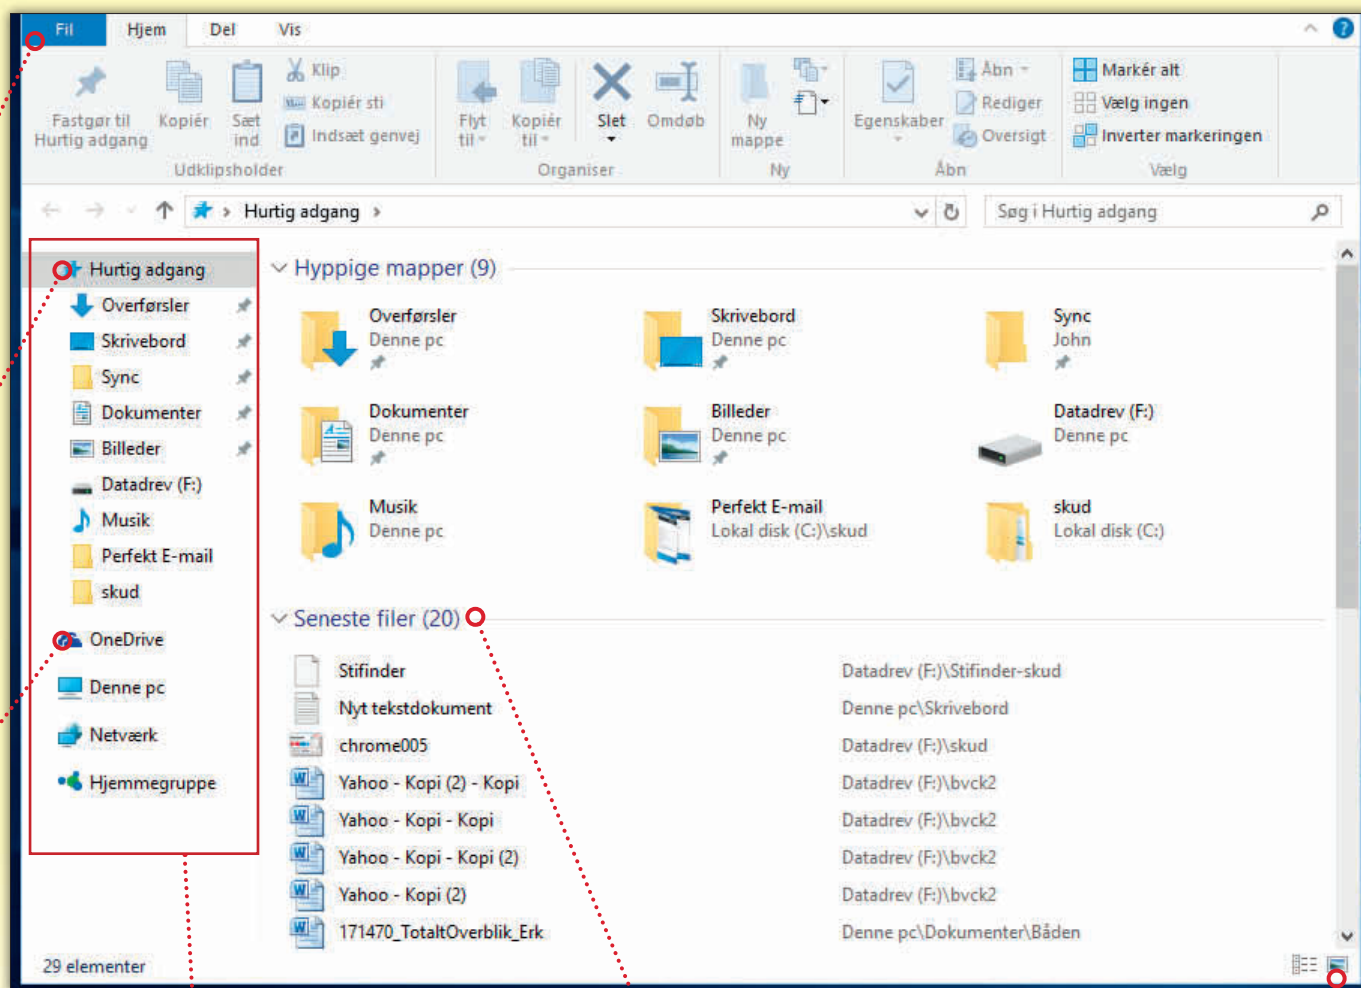 Fil Hjem Del Vis
Fastgør til Hurtig adgang
Kopiér
Sæt ind
Klip
Kopiér sti
Indsæt genvej
Udklipsholder
Flyt til
Kopiér til
Slet
Omdøb
Organiser
Ny mappe
Ny
Egenskaber
Åbn
Rediger
Oversigt
Åbn
Markér alt
Vælg ingen
Inverter markeringen
Vælg
Hurtig adgang
Søg i Hurtig adgang
Hurtig adgang
Overførsler
Skrivebord
Sync
Dokumenter
Billeder
Datadrev (F:)
Musik
Perfekt E-mail
skud
OneDrive
Denne pc
Netværk
Hjemmegruppe
Hyppige mapper (9)
Overførsler
Denne pc
Skrivebord
Denne pc
Sync
John
Dokumenter
Denne pc
Billeder
Denne pc
Datadrev (F:)
Denne pc
Musik
Denne pc
Perfekt E-mail
Lokal disk (C:)\skud
skud
Lokal disk (C:)
Seneste filer (20)
Stifinder Datadrev (F:)\Stifinder-skud
Nyt tekstdokument Denne pc\Skrivebord
chrome005 Datadrev (F:)\skud
Yahoo - Kopi (2) - Kopi Datadrev (F:)\bvck2
Yahoo - Kopi - Kopi Datadrev (F:)\bvck2
Yahoo - Kopi - Kopi (2) Datadrev (F:)\bvck2
Yahoo - Kopi (2) Datadrev (F:)\bvck2
171470_TotaltOverblik_Erk Denne pc\Dokumenter\Båden
29 elementer